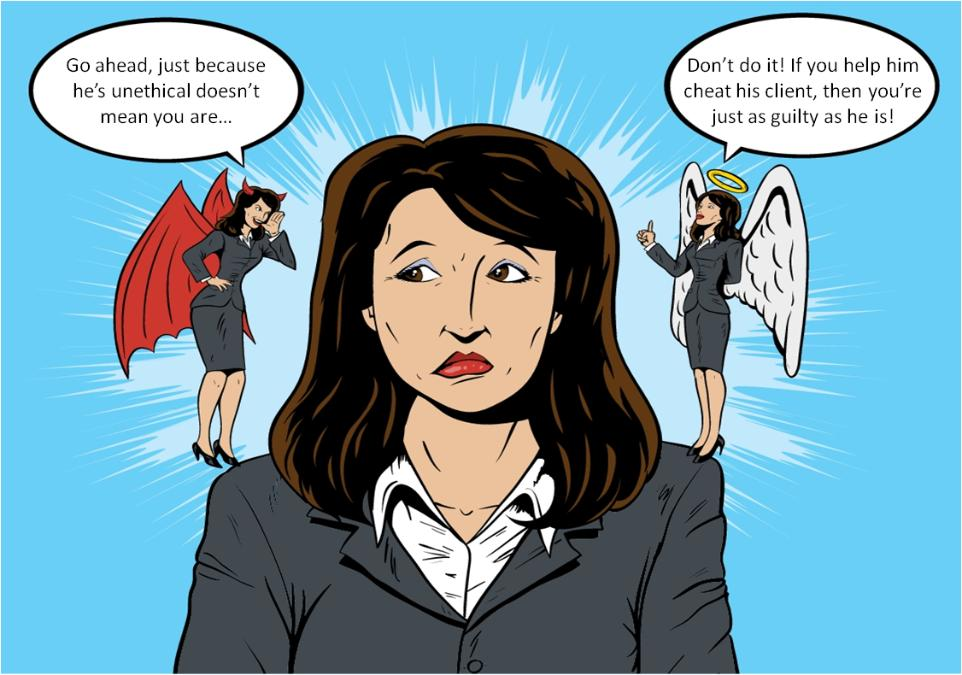 Go ahead, just because
he's unethical doesn't
mean you are...
Don't do it! If you help him
cheat his client, then you're
just as guilty as he is!